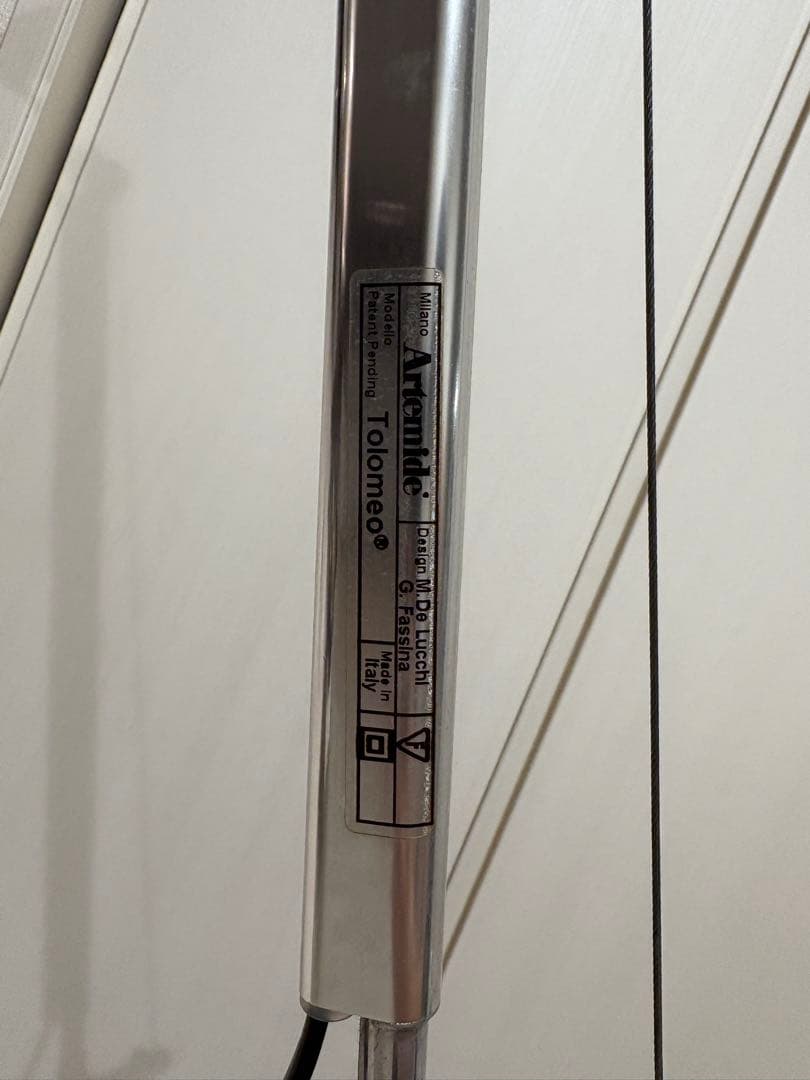 Milano
Artemide®
Design M. De Lucchi
G. Fassina
Modello
Patent Pending
Tolomeo®
Made in
Italy
F